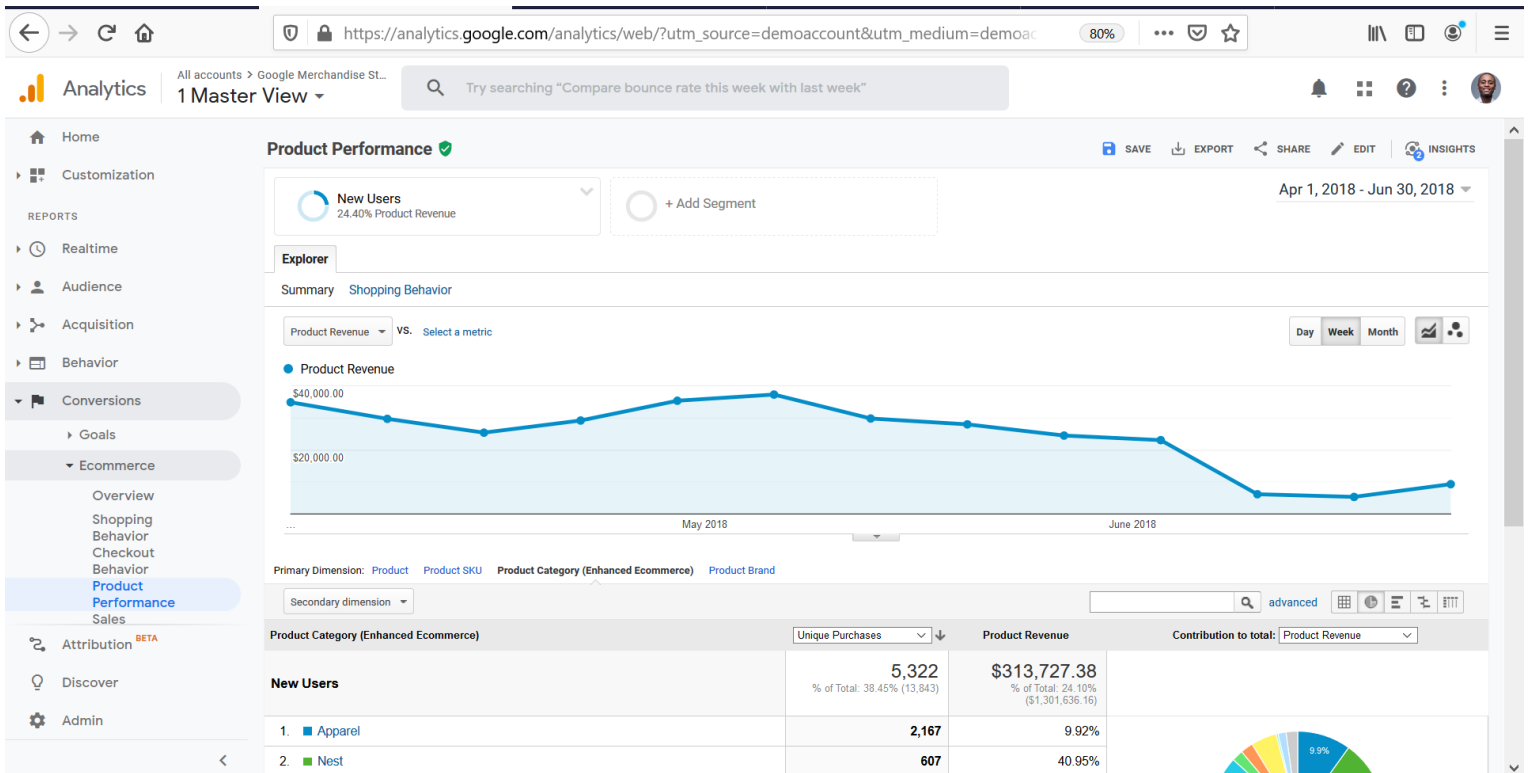 https://analytics.google.com/analytics/web/?utm_source=demoaccount&utm_medium=demoac
80%
Analytics
All accounts > Google Merchandise St...
1 Master View
Try searching “Compare bounce rate this week with last week”
Home
Customization
REPORTS
Realtime
Audience
Acquisition
Behavior
Conversions
Goals
Ecommerce
Overview
Shopping
Behavior
Checkout
Behavior
Product
Performance
Sales
Attribution BETA
Discover
Admin
Product Performance
SAVE
EXPORT
SHARE
EDIT
2
INSIGHTS
New Users
24.40% Product Revenue
+ Add Segment
Apr 1, 2018 - Jun 30, 2018
Explorer
Summary
Shopping Behavior
Product Revenue
VS.
Select a metric
Day
Week
Month
Product Revenue
$40,000.00
$20,000.00
...
May 2018
June 2018
Primary Dimension:
Product
Product SKU
Product Category (Enhanced Ecommerce)
Product Brand
Secondary dimension
advanced
Product Category (Enhanced Ecommerce)
Unique Purchases
Product Revenue
Contribution to total:
Product Revenue
New Users
5,322
% of Total: 38.45% (13,843)
$313,727.38
% of Total: 24.10%
($1,301,636.16)
1. Apparel
2,167
9.92%
2. Nest
607
40.95%
9.9%